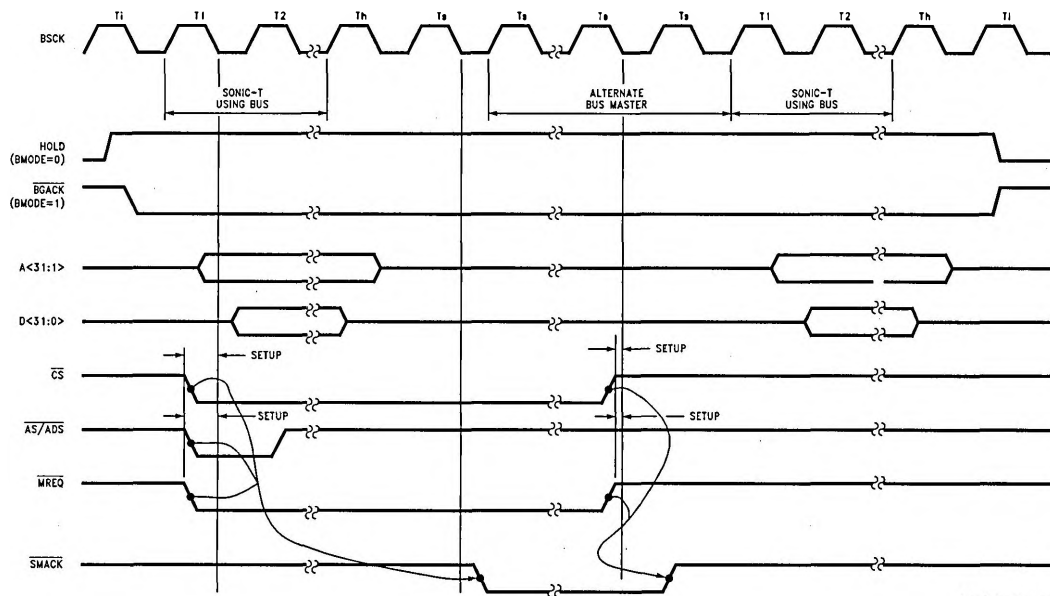 Ti T1 T2 Th Ts Ts Ts Ts T1 T2 Th Ti
BSCK
SONIC-T
USING BUS
ALTERNATE
BUS MASTER
SONIC-T
USING BUS
HOLD
(BMODE=0)
BGACK
(BMODE=1)
A<31:1>
D<31:0>
SETUP
SETUP
CS
SETUP
SETUP
AS/ADS
MREQ
SMACK